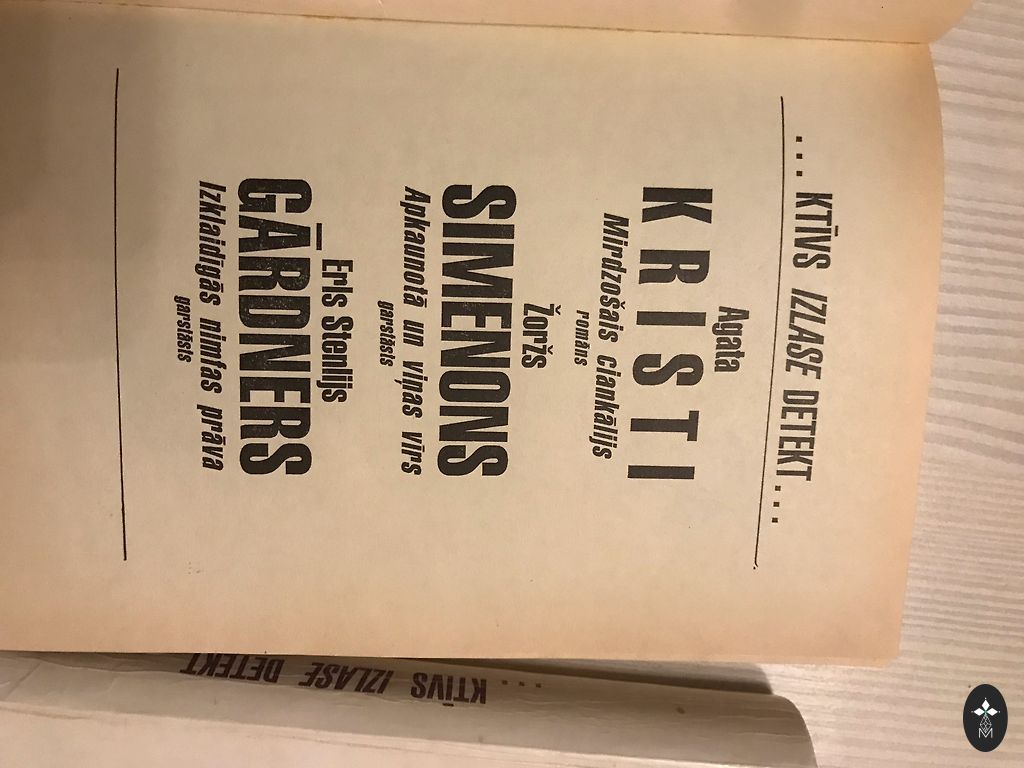 ... KTĪVS IZLASE DETEKT...
Agata
KRISTI
Mirdzošais ciankālijs
romāns
Žoržs
SIMENONS
Apkaunotā un viņas vīrs
garstāsts
Erls Stenlijs
GĀRDNERS
Izklaidīgās nimfas prāva
garstāsts
... KTĪVS IZLASE DETEKT
M